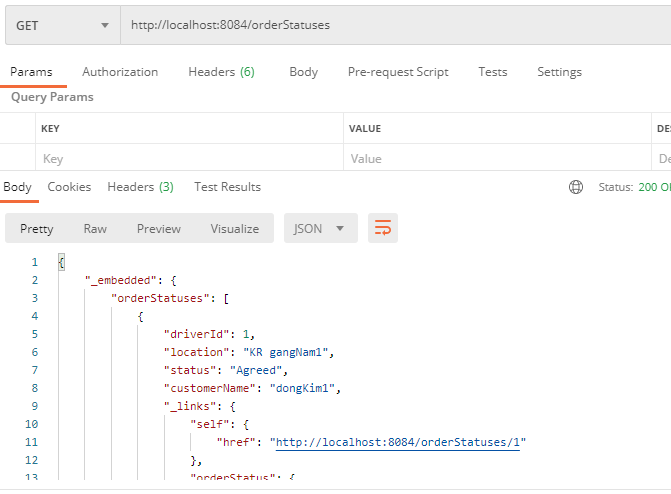 GET http://localhost:8084/orderStatuses
Params Authorization Headers (6) Body Pre-request Script Tests Settings
Query Params
KEY VALUE DE
Key Value De
Body Cookies Headers (3) Test Results Status: 200 O
Pretty Raw Preview Visualize JSON
1 {
2 "_embedded": {
3 "orderStatuses": [
4 {
5 "driverId": 1,
6 "location": "KR gangNam1",
7 "status": "Agreed",
8 "customerName": "dongKim1",
9 "_links": {
10 "self": {
11 "href": "http://localhost:8084/orderStatuses/1"
12 },
13 "orderStatus": {